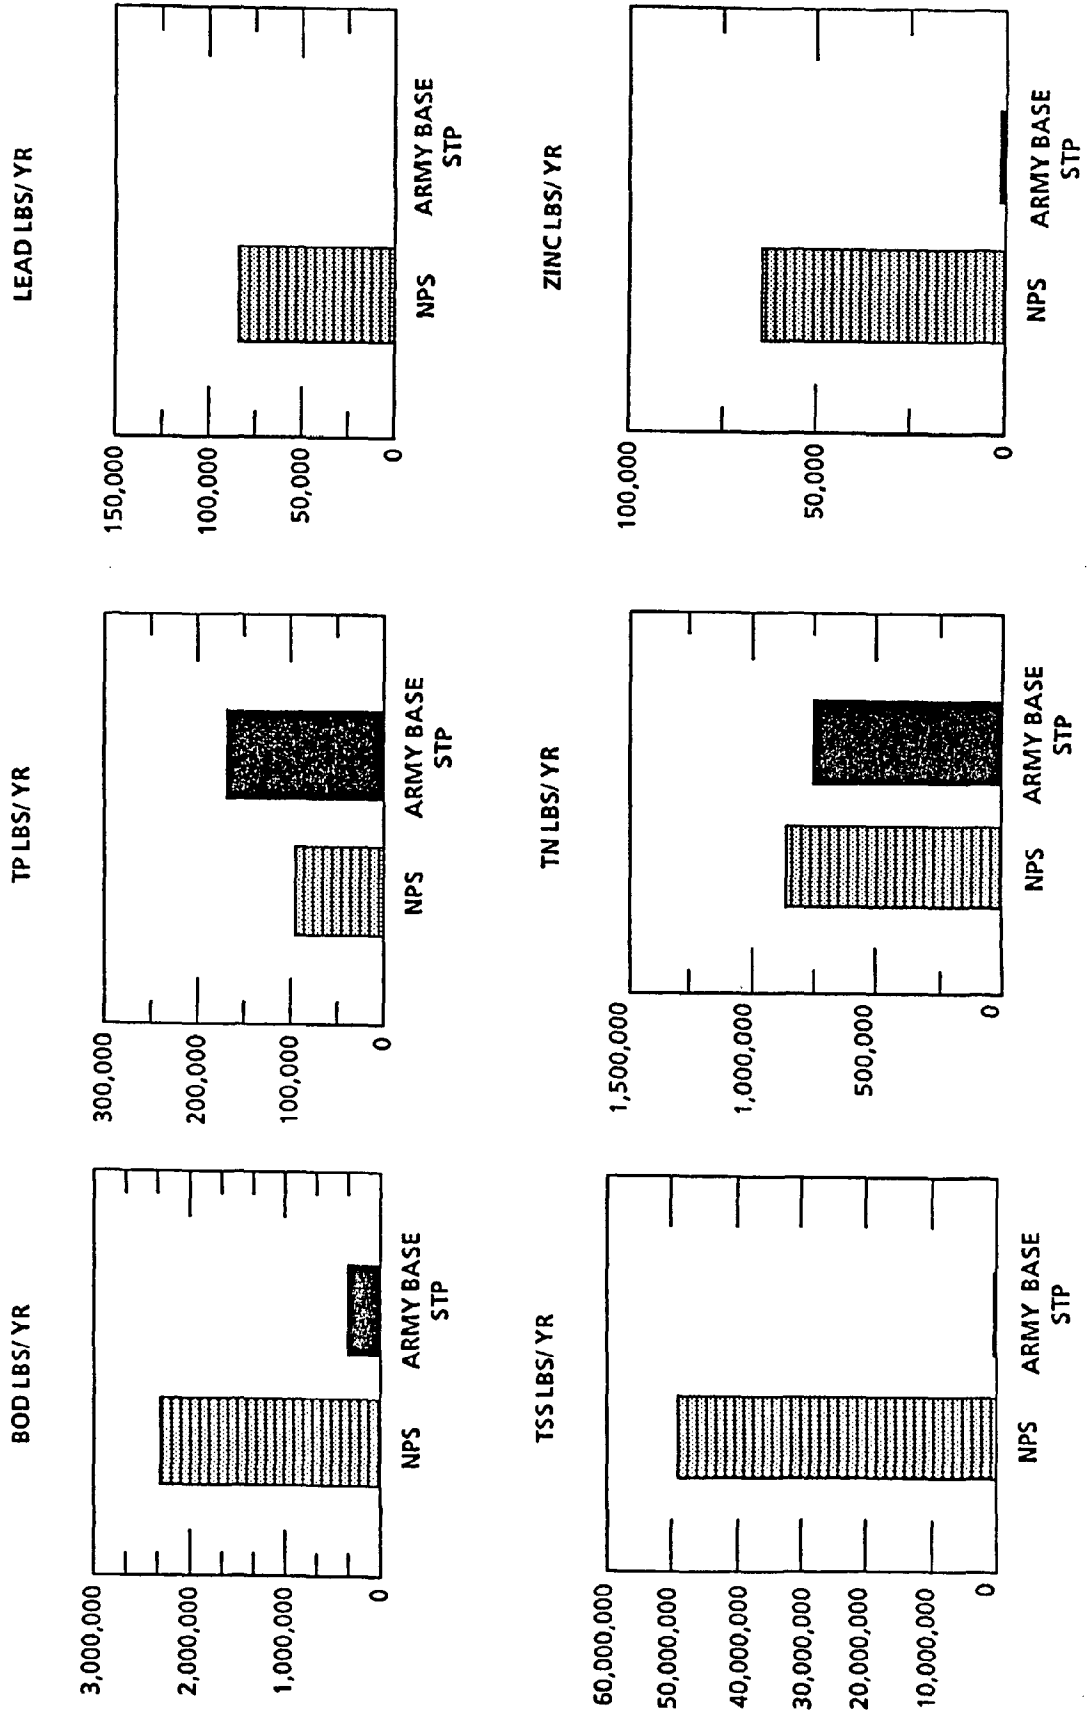 BOD LBS/YR
3,000,000
2,000,000
1,000,000
0
NPS
ARMY BASE
STP
TP LBS/YR
300,000
200,000
100,000
0
NPS
ARMY BASE
STP
LEAD LBS/YR
150,000
100,000
50,000
0
NPS
ARMY BASE
STP
TSS LBS/YR
60,000,000
50,000,000
40,000,000
30,000,000
20,000,000
10,000,000
0
NPS
ARMY BASE
STP
TN LBS/YR
1,500,000
1,000,000
500,000
0
NPS
ARMY BASE
STP
ZINC LBS/YR
100,000
50,000
0
NPS
ARMY BASE
STP